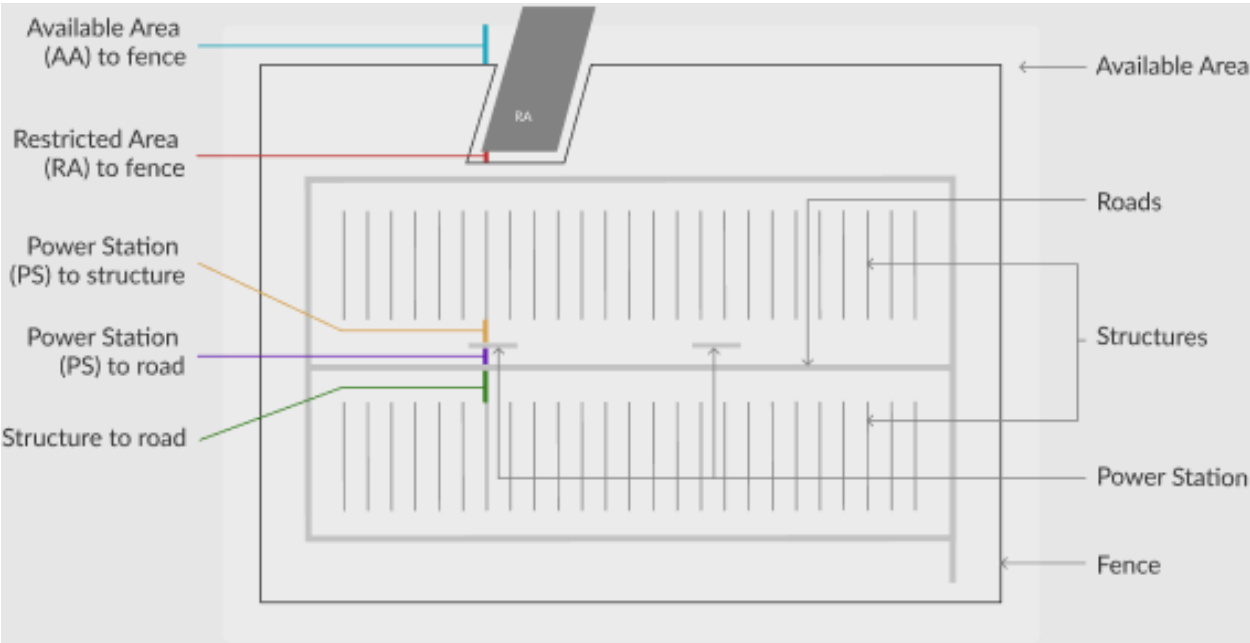 Available Area
(AA) to fence
Available Area
RA
Restricted Area
(RA) to fence
Roads
Power Station
(PS) to structure
Structures
Power Station
(PS) to road
Structure to road
Power Station
Fence